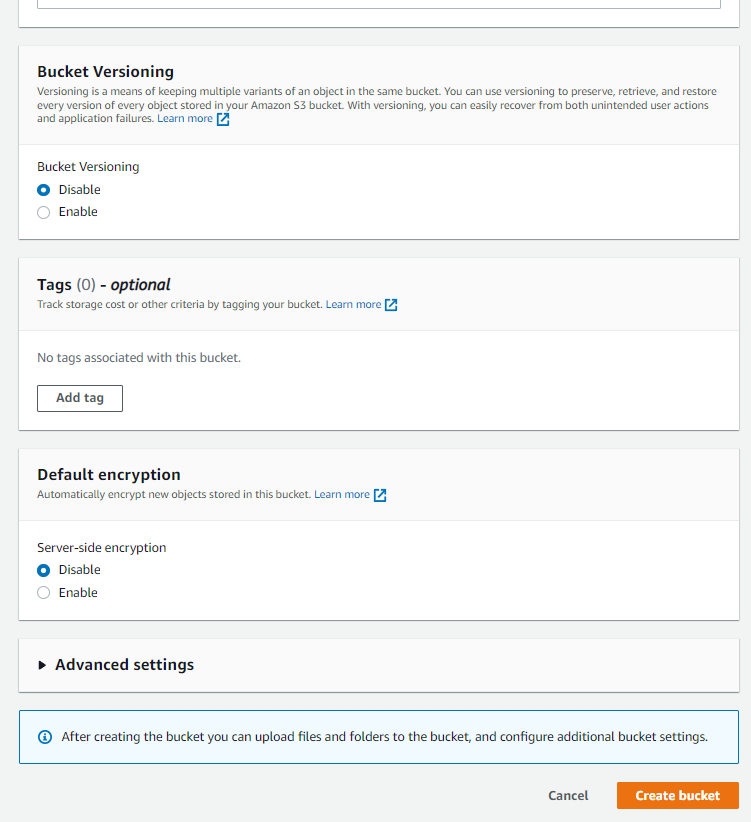 Bucket Versioning
Versioning is a means of keeping multiple variants of an object in the same bucket. You can use versioning to preserve, retrieve, and restore
every version of every object stored in your Amazon S3 bucket. With versioning, you can easily recover from both unintended user actions
and application failures. Learn more
Bucket Versioning
Disable
Enable
Tags (0) - optional
Track storage cost or other criteria by tagging your bucket. Learn more
No tags associated with this bucket.
Add tag
Default encryption
Automatically encrypt new objects stored in this bucket. Learn more
Server-side encryption
Disable
Enable
Advanced settings
After creating the bucket you can upload files and folders to the bucket, and configure additional bucket settings.
Cancel Create bucket